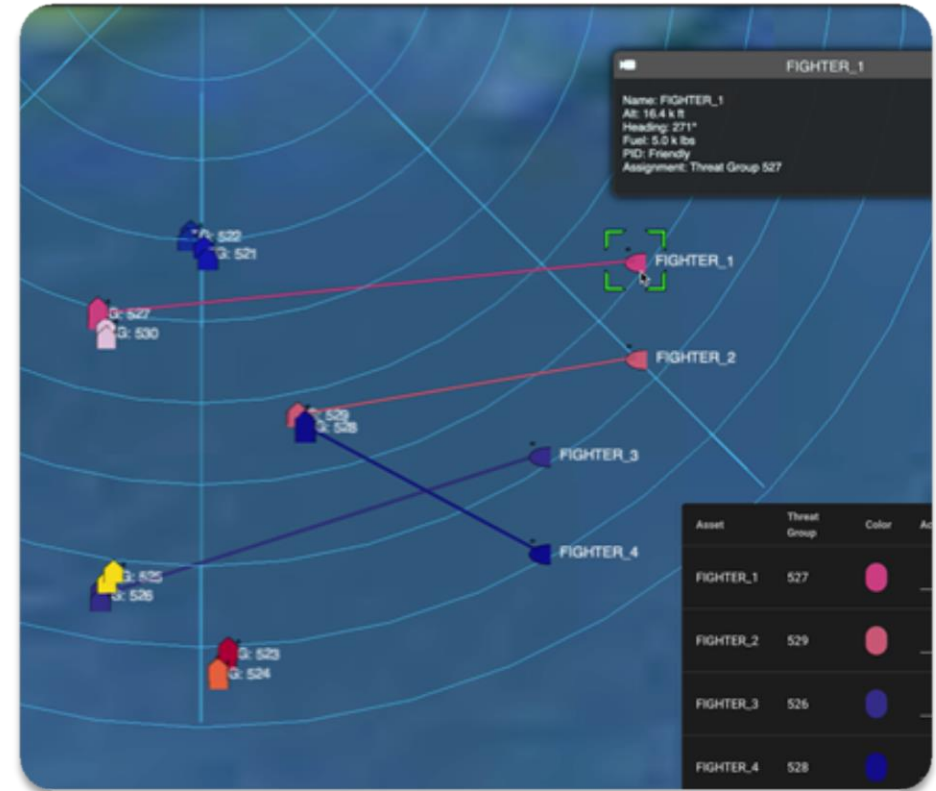 FIGHTER_1
Name: FIGHTER_1
Alt: 16.4 k ft
Heading: 271°
Fuel: 5.0 k lbs
PID: Friendly
Assignment: Threat Group 527
G: 522
G: 521
FIGHTER_1
G: 527
G: 530
FIGHTER_2
529
G: 528
FIGHTER_3
FIGHTER_4
G: 525
G: 526
G: 523
G: 524
Asset Threat Group Color
FIGHTER_1 527
FIGHTER_2 529
FIGHTER_3 526
FIGHTER_4 528